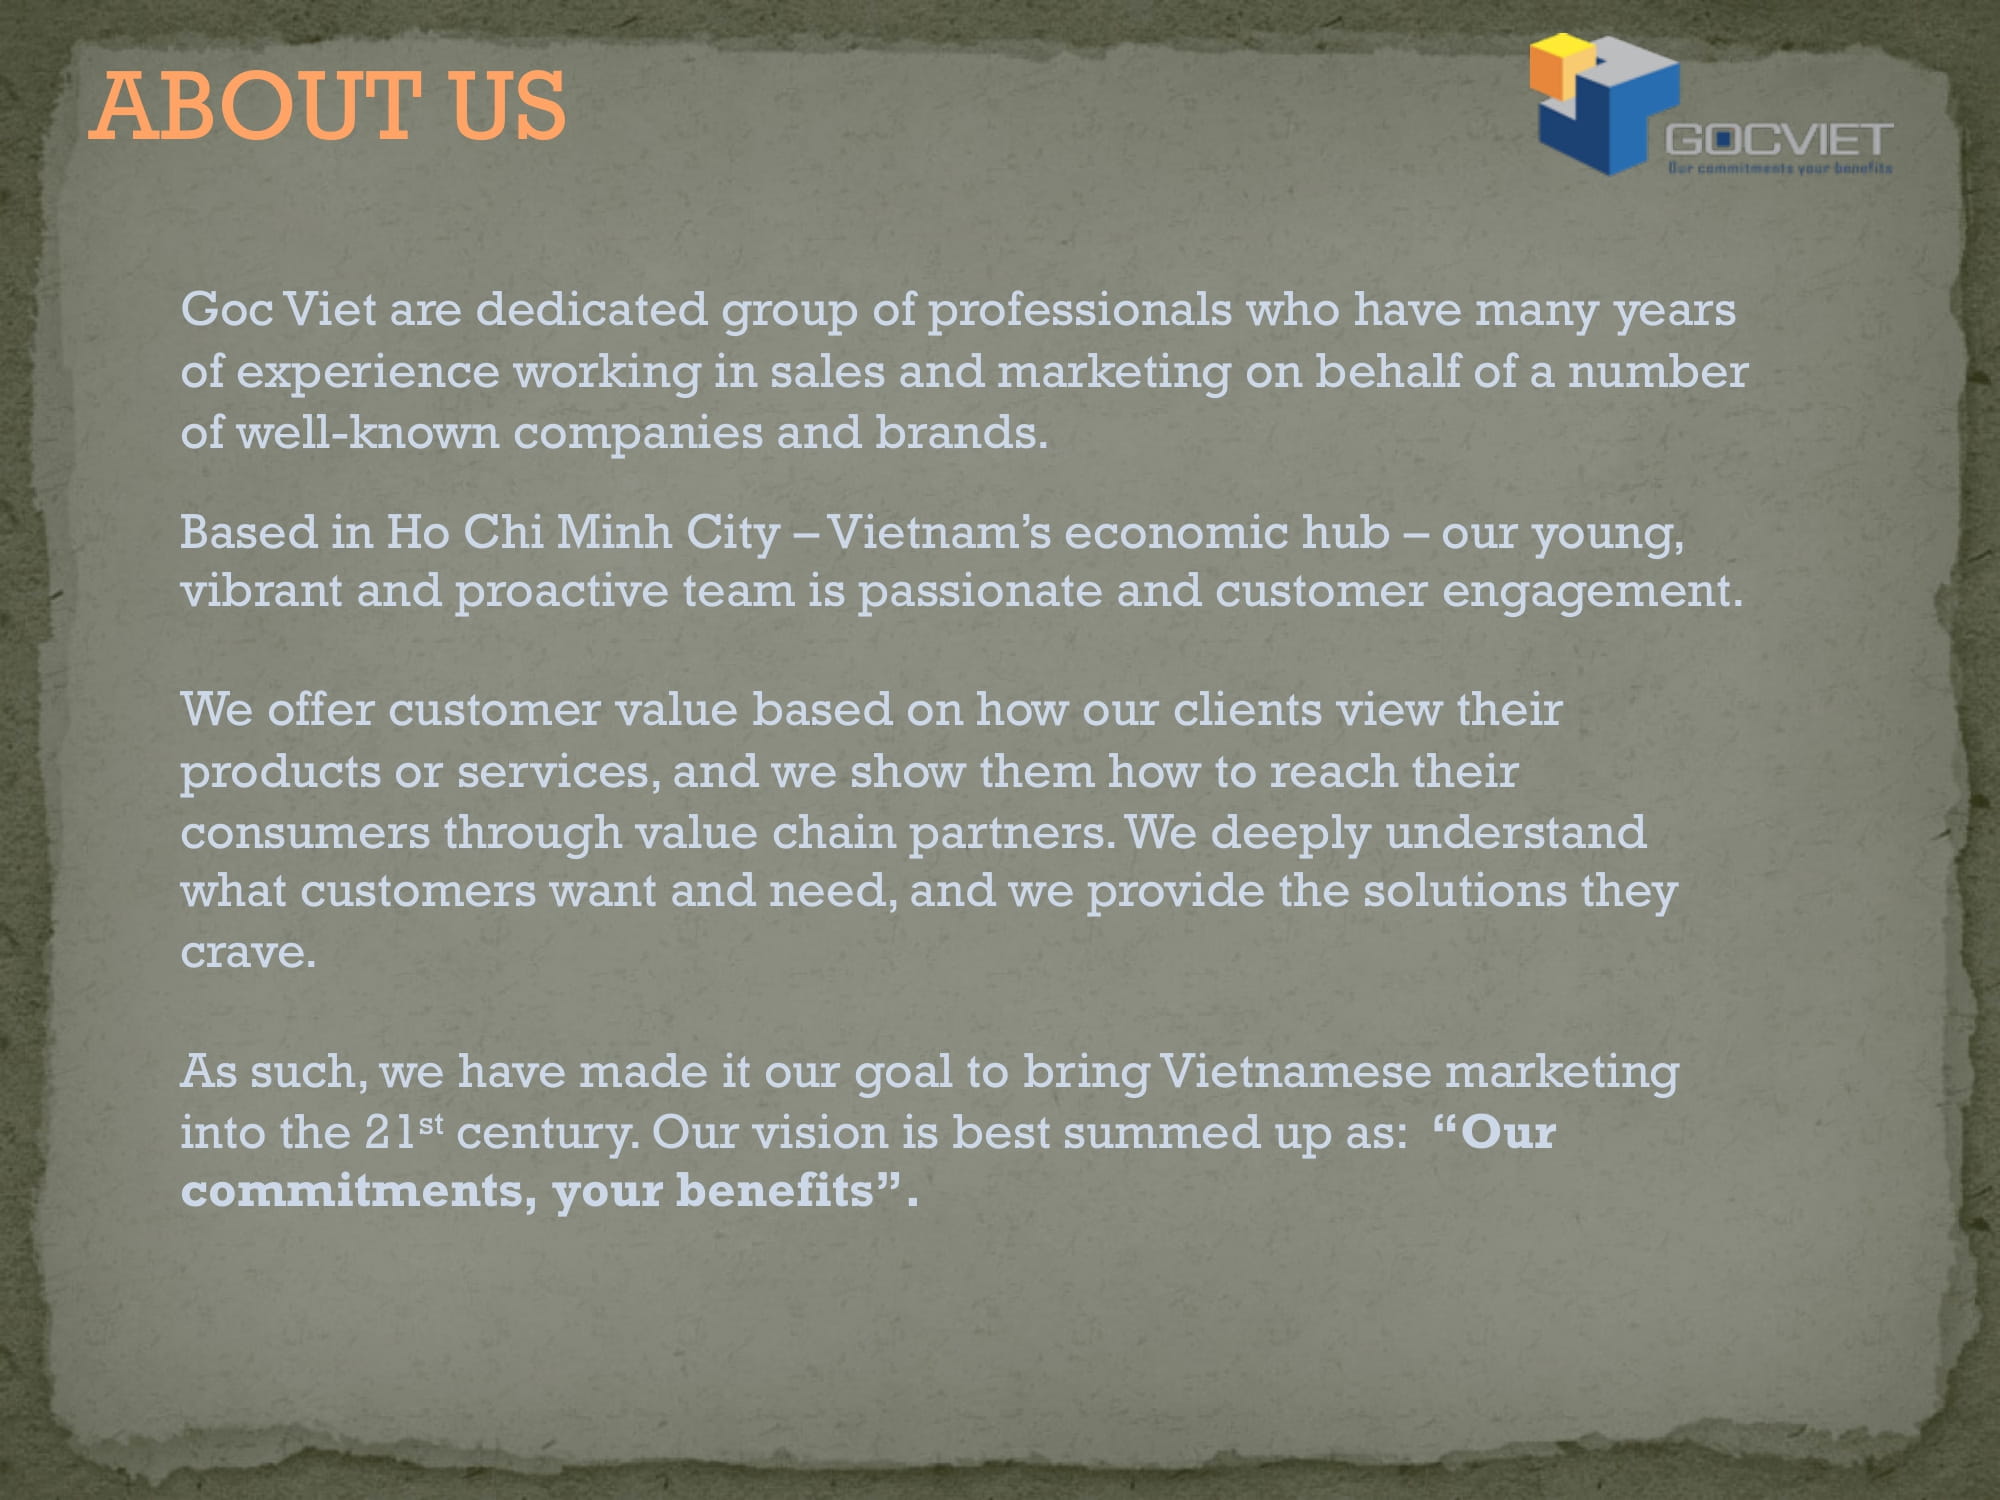 ABOUT US
GOCVIET
Our commitments your benefits
Goc Viet are dedicated group of professionals who have many years
of experience working in sales and marketing on behalf of a number
of well-known companies and brands.
Based in Ho Chi Minh City – Vietnam’s economic hub – our young,
vibrant and proactive team is passionate and customer engagement.
We offer customer value based on how our clients view their
products or services, and we show them how to reach their
consumers through value chain partners. We deeply understand
what customers want and need, and we provide the solutions they
crave.
As such, we have made it our goal to bring Vietnamese marketing
into the 21st century. Our vision is best summed up as:  “Our
commitments, your benefits”.